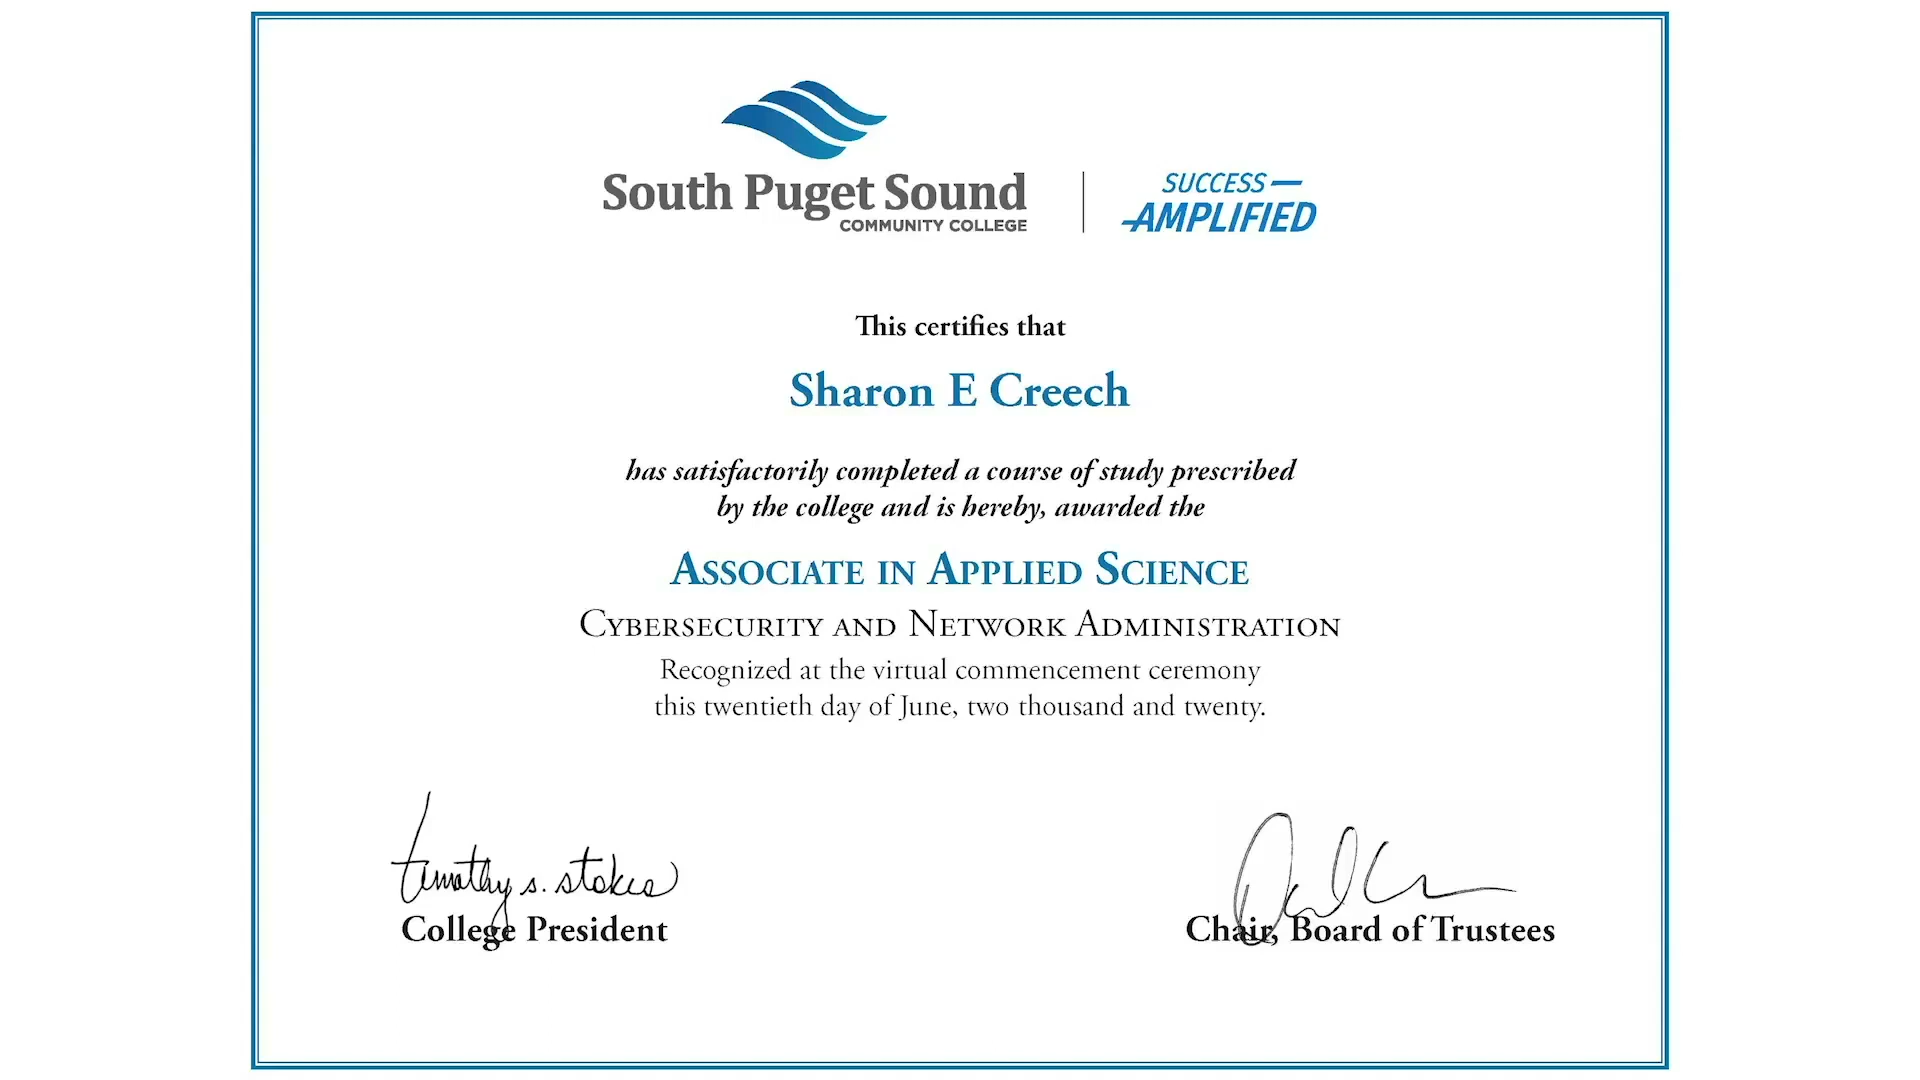 South Puget Sound
COMMUNITY COLLEGE
SUCCESS
AMPLIFIED
This certifies that
Sharon E Creech
has satisfactorily completed a course of study prescribed
by the college and is hereby, awarded the
Associate in Applied Science
Cybersecurity and Network Administration
Recognized at the virtual commencement ceremony
this twentieth day of June, two thousand and twenty.
timothy s. stokes
College President
Chair, Board of Trustees